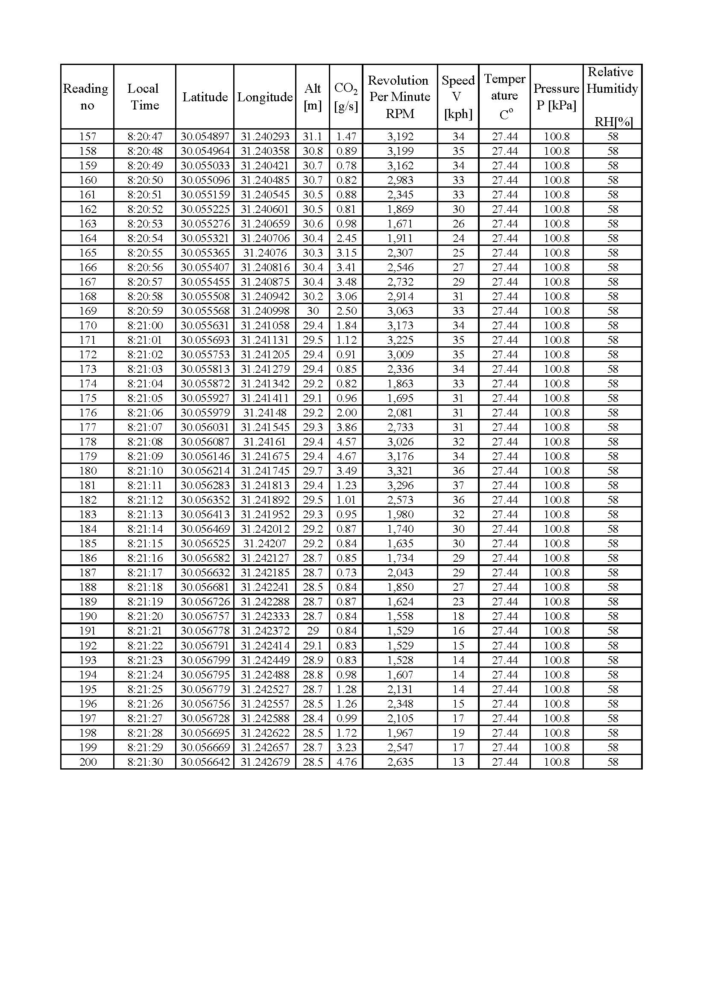 Reading no Local Time Latitude Longitude Alt [m] CO₂ [g/s] Revolution Per Minute RPM Speed V [kph] Temper ature Cº Pressure P [kPa] Relative Humitidy RH[%]
157 8:20:47 30.054897 31.240293 31.1 1.47 3,192 34 27.44 100.8 58
158 8:20:48 30.054964 31.240358 30.8 0.89 3,199 35 27.44 100.8 58
159 8:20:49 30.055033 31.240421 30.7 0.78 3,162 34 27.44 100.8 58
160 8:20:50 30.055096 31.240485 30.7 0.82 2,983 33 27.44 100.8 58
161 8:20:51 30.055159 31.240545 30.5 0.88 2,345 33 27.44 100.8 58
162 8:20:52 30.055225 31.240601 30.5 0.81 1,869 30 27.44 100.8 58
163 8:20:53 30.055276 31.240659 30.6 0.98 1,671 26 27.44 100.8 58
164 8:20:54 30.055321 31.240706 30.4 2.45 1,911 24 27.44 100.8 58
165 8:20:55 30.055365 31.24076 30.3 3.15 2,307 25 27.44 100.8 58
166 8:20:56 30.055407 31.240816 30.4 3.41 2,546 27 27.44 100.8 58
167 8:20:57 30.055455 31.240875 30.4 3.48 2,732 29 27.44 100.8 58
168 8:20:58 30.055508 31.240942 30.2 3.06 2,914 31 27.44 100.8 58
169 8:20:59 30.055568 31.240998 30 2.50 3,063 33 27.44 100.8 58
170 8:21:00 30.055631 31.241058 29.4 1.84 3,173 34 27.44 100.8 58
171 8:21:01 30.055693 31.241131 29.5 1.12 3,225 35 27.44 100.8 58
172 8:21:02 30.055753 31.241205 29.4 0.91 3,009 35 27.44 100.8 58
173 8:21:03 30.055813 31.241279 29.4 0.85 2,336 34 27.44 100.8 58
174 8:21:04 30.055872 31.241342 29.2 0.82 1,863 33 27.44 100.8 58
175 8:21:05 30.055927 31.241411 29.1 0.96 1,695 31 27.44 100.8 58
176 8:21:06 30.055979 31.24148 29.2 2.00 2,081 31 27.44 100.8 58
177 8:21:07 30.056031 31.241545 29.3 3.86 2,733 31 27.44 100.8 58
178 8:21:08 30.056087 31.24161 29.4 4.57 3,026 32 27.44 100.8 58
179 8:21:09 30.056146 31.241675 29.4 4.67 3,176 34 27.44 100.8 58
180 8:21:10 30.056214 31.241745 29.7 3.49 3,321 36 27.44 100.8 58
181 8:21:11 30.056283 31.241813 29.4 1.23 3,296 37 27.44 100.8 58
182 8:21:12 30.056352 31.241892 29.5 1.01 2,573 36 27.44 100.8 58
183 8:21:13 30.056413 31.241952 29.3 0.95 1,980 32 27.44 100.8 58
184 8:21:14 30.056469 31.242012 29.2 0.87 1,740 30 27.44 100.8 58
185 8:21:15 30.056525 31.24207 29.2 0.84 1,635 30 27.44 100.8 58
186 8:21:16 30.056582 31.242127 28.7 0.85 1,734 29 27.44 100.8 58
187 8:21:17 30.056632 31.242185 28.7 0.73 2,043 29 27.44 100.8 58
188 8:21:18 30.056681 31.242241 28.5 0.84 1,850 27 27.44 100.8 58
189 8:21:19 30.056726 31.242288 28.7 0.87 1,624 23 27.44 100.8 58
190 8:21:20 30.056757 31.242333 28.7 0.84 1,558 18 27.44 100.8 58
191 8:21:21 30.056778 31.242372 29 0.84 1,529 16 27.44 100.8 58
192 8:21:22 30.056791 31.242414 29.1 0.83 1,529 15 27.44 100.8 58
193 8:21:23 30.056799 31.242449 28.9 0.83 1,528 14 27.44 100.8 58
194 8:21:24 30.056795 31.242488 28.8 0.98 1,607 14 27.44 100.8 58
195 8:21:25 30.056779 31.242527 28.7 1.28 2,131 14 27.44 100.8 58
196 8:21:26 30.056756 31.242557 28.5 1.26 2,348 15 27.44 100.8 58
197 8:21:27 30.056728 31.242588 28.4 0.99 2,105 17 27.44 100.8 58
198 8:21:28 30.056695 31.242622 28.5 1.72 1,967 19 27.44 100.8 58
199 8:21:29 30.056669 31.242657 28.7 3.23 2,547 17 27.44 100.8 58
200 8:21:30 30.056642 31.242679 28.5 4.76 2,635 13 27.44 100.8 58